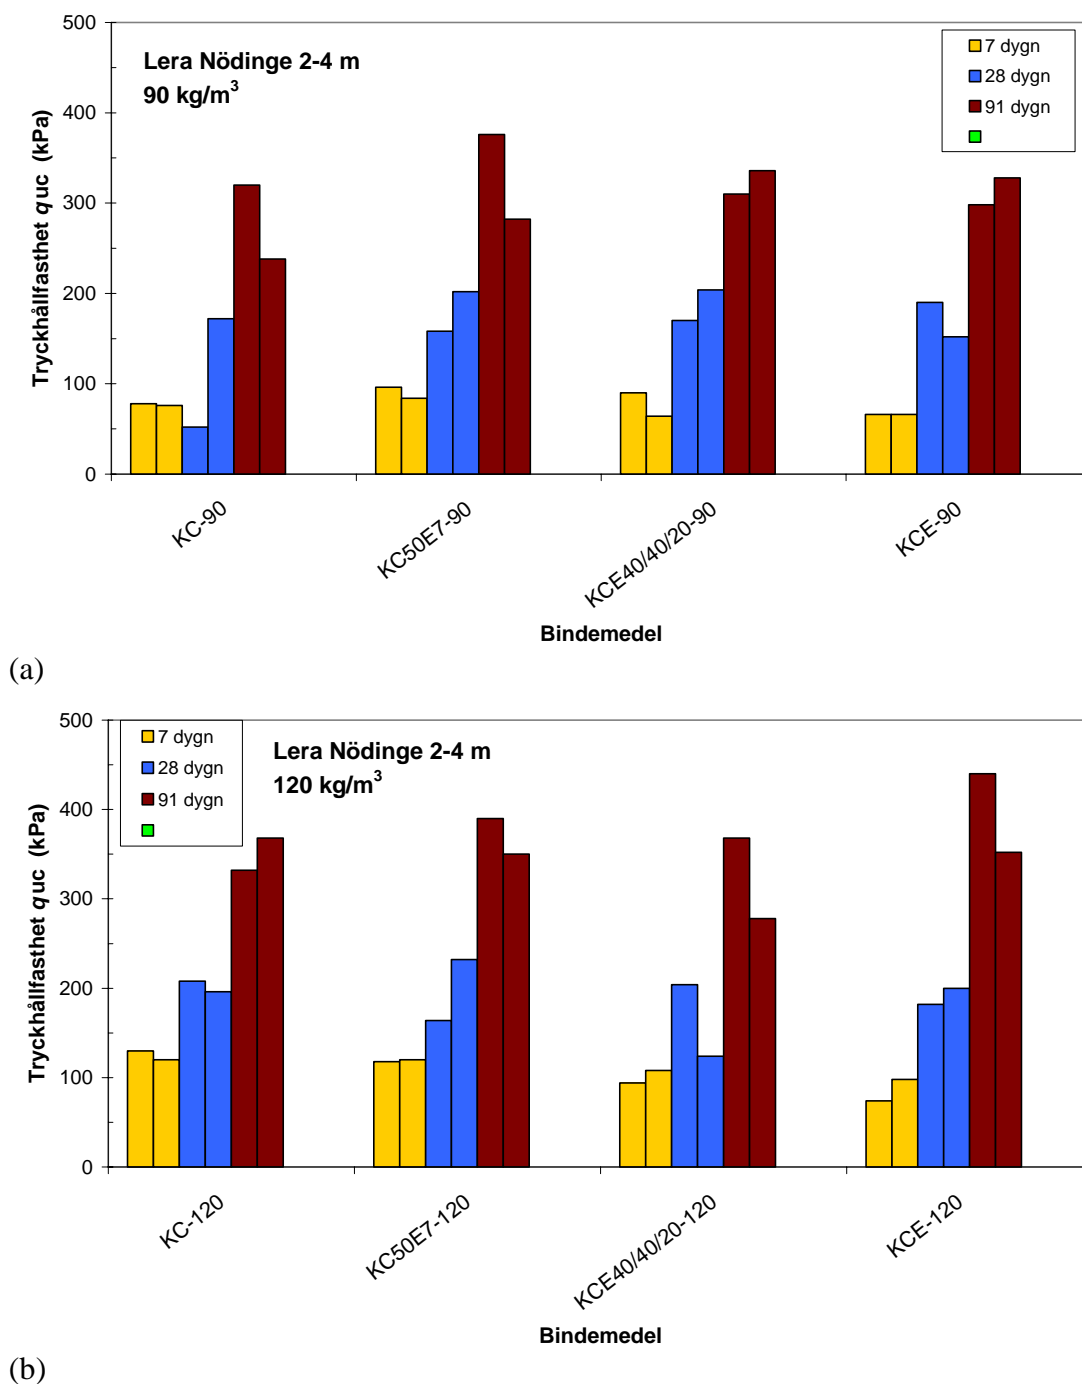 500
400
300
200
100
0
Tryckhållfasthet quc (kPa)
Lera Nödinge 2-4 m
90 kg/m³
7 dygn
28 dygn
91 dygn
KC-90
KC50E7-90
KCE40/40/20-90
KCE-90
Bindemedel
(a)
500
400
300
200
100
0
Tryckhållfasthet quc (kPa)
7 dygn
28 dygn
91 dygn
Lera Nödinge 2-4 m
120 kg/m³
KC-120
KC50E7-120
KCE40/40/20-120
KCE-120
Bindemedel
(b)